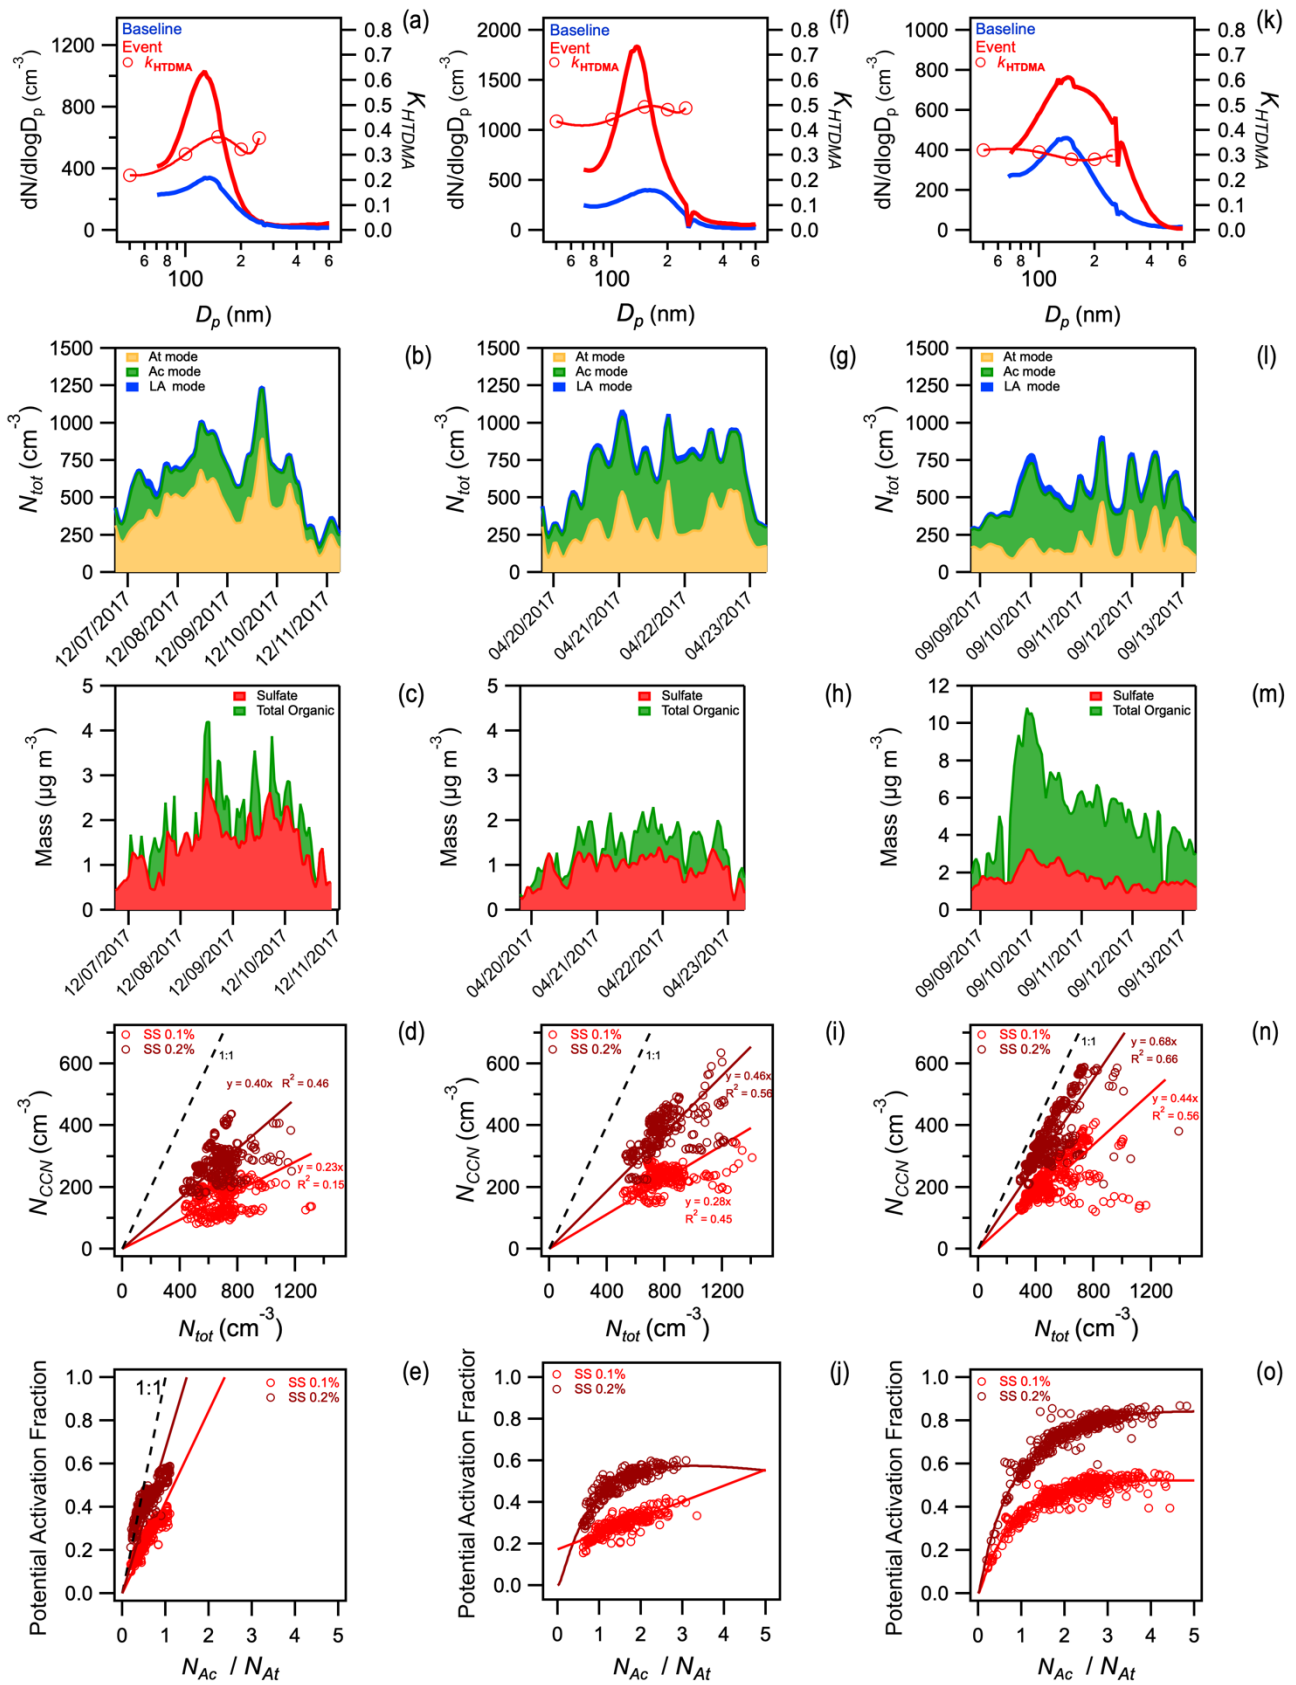 (a)
Baseline
Event
k HTDMA
dN/dlogDp (cm-3)
1200
800
400
0
0.8
0.7
0.6
0.5
0.4
0.3
0.2
0.1
0.0
KHTDMA
6 8 2 4 6
100
Dp (nm)
(f)
Baseline
Event
k HTDMA
dN/dlogDp (cm-3)
2000
1500
1000
500
0
0.8
0.7
0.6
0.5
0.4
0.3
0.2
0.1
0.0
KHTDMA
6 8 2 4 6
100
Dp (nm)
(k)
Baseline
Event
k HTDMA
dN/dlogDp (cm-3)
1000
800
600
400
200
0
0.8
0.7
0.6
0.5
0.4
0.3
0.2
0.1
0.0
KHTDMA
6 8 2 4 6
100
Dp (nm)
(b)
At mode
Ac mode
LA mode
Ntot (cm-3)
1500
1250
1000
750
500
250
0
12/07/2017
12/08/2017
12/09/2017
12/10/2017
12/11/2017
(g)
At mode
Ac mode
LA mode
Ntot (cm-3)
1500
1250
1000
750
500
250
0
04/20/2017
04/21/2017
04/22/2017
04/23/2017
(l)
At mode
Ac mode
LA mode
Ntot (cm-3)
1500
1250
1000
750
500
250
0
09/09/2017
09/10/2017
09/11/2017
09/12/2017
09/13/2017
(c)
Sulfate
Total Organic
Mass (µg m-3)
5
4
3
2
1
0
12/07/2017
12/08/2017
12/09/2017
12/10/2017
12/11/2017
(h)
Sulfate
Total Organic
Mass (µg m-3)
5
4
3
2
1
0
04/20/2017
04/21/2017
04/22/2017
04/23/2017
(m)
Sulfate
Total Organic
Mass (µg m-3)
12
10
8
6
4
2
0
09/09/2017
09/10/2017
09/11/2017
09/12/2017
09/13/2017
(d)
SS 0.1%
SS 0.2%
1:1
y = 0.40x R2 = 0.46
y = 0.23x
R2 = 0.15
NCCN (cm-3)
600
400
200
0
0 400 800 1200
Ntot (cm-3)
(i)
SS 0.1%
SS 0.2%
1:1
y = 0.46x
R2 = 0.56
y = 0.28x
R2 = 0.45
NCCN (cm-3)
600
400
200
0
0 400 800 1200
Ntot (cm-3)
(n)
SS 0.1%
SS 0.2%
1:1
y = 0.68x
R2 = 0.66
y = 0.44x
R2 = 0.56
NCCN (cm-3)
600
400
200
0
0 400 800 1200
Ntot (cm-3)
(e)
1:1
SS 0.1%
SS 0.2%
Potential Activation Fraction
1.0
0.8
0.6
0.4
0.2
0.0
0 1 2 3 4 5
NAc / NAt
(j)
SS 0.1%
SS 0.2%
Potential Activation Fraction
1.0
0.8
0.6
0.4
0.2
0.0
0 1 2 3 4 5
NAc / NAt
(o)
SS 0.1%
SS 0.2%
Potential Activation Fraction
1.0
0.8
0.6
0.4
0.2
0.0
0 1 2 3 4 5
NAc / NAt